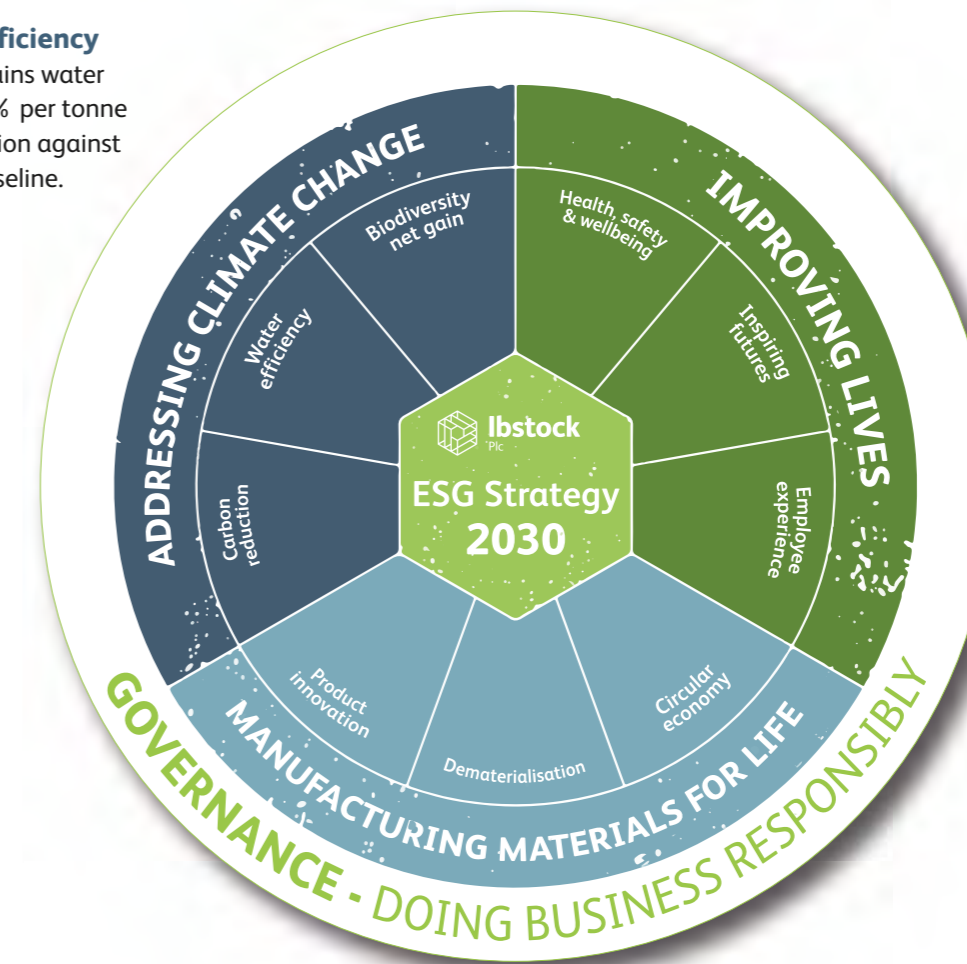 ficiency
ains water
% per tonne
ion against
seline.
ADDRESSING CLIMATE CHANGE
Biodiversity
net gain
Water
efficiency
Carbon
reduction
IMPROVING LIVES
Health, safety
& wellbeing
Inspiring
futures
Employee
experience
Ibstock
Plc
ESG Strategy
2030
Product
innovation
Dematerialisation
Circular
economy
MANUFACTURING MATERIALS FOR LIFE
GOVERNANCE - DOING BUSINESS RESPONSIBLY